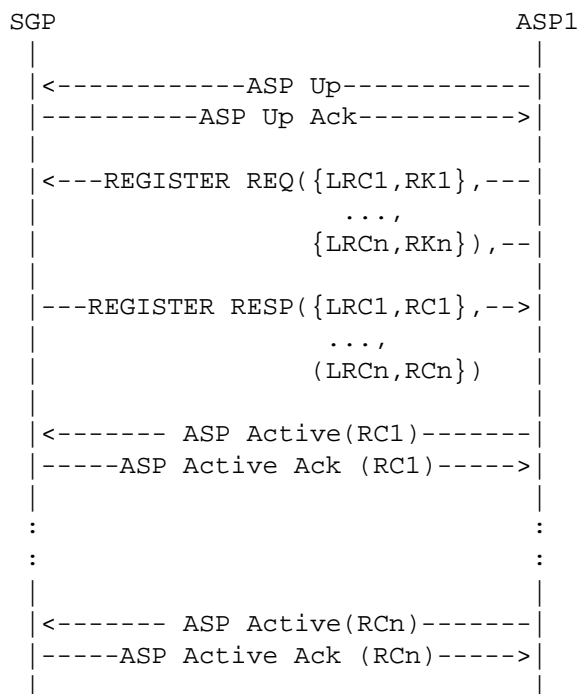 SGP                                       ASP1
 |                                         |
 |<------------ASP Up------------|
 |----------ASP Up Ack---------->|
 |                               |
 |<---REGISTER REQ({LRC1,RK1},---|
 |                   ...,        |
 |                 {LRCn,RKn}),--|
 |                               |
 |---REGISTER RESP({LRC1,RC1},-->|
 |                  ...,         |
 |                 (LRCn,RCn})   |
 |                               |
 |<------- ASP Active(RC1)-------|
 |-----ASP Active Ack (RC1)----->|
 |                               |
 :                               :
 :                               :
 |                               |
 |<------- ASP Active(RCn)-------|
 |-----ASP Active Ack (RCn)----->|
 |                               |